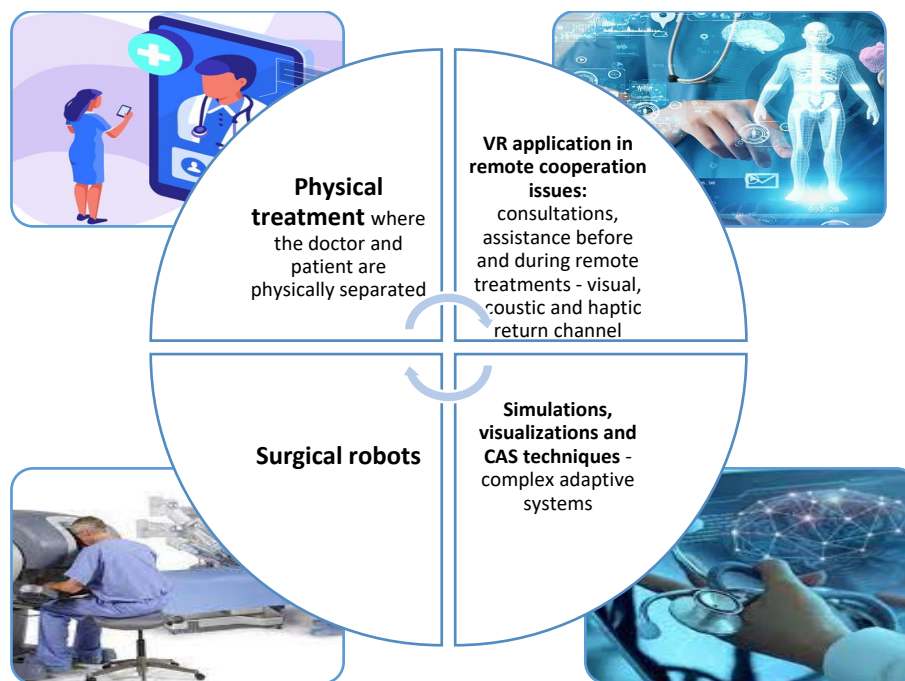 Physical
treatment where
the doctor and
patient are
physically separated
VR application in
remote cooperation
issues:
consultations,
assistance before
and during remote
treatments - visual,
coustic and haptic
return channel
Surgical robots
Simulations,
visualizations and
CAS techniques -
complex adaptive
systems